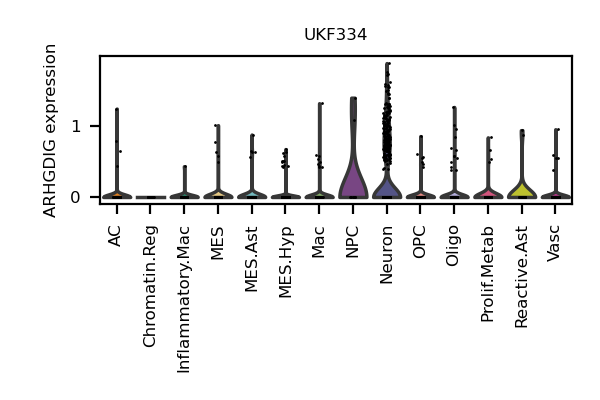 UKF334
ARHGDIG expression
1
0
AC
Chromatin.Reg
Inflammatory.Mac
MES
MES.Ast
MES.Hyp
Mac
NPC
Neuron
OPC
Oligo
Prolif.Metab
Reactive.Ast
Vasc